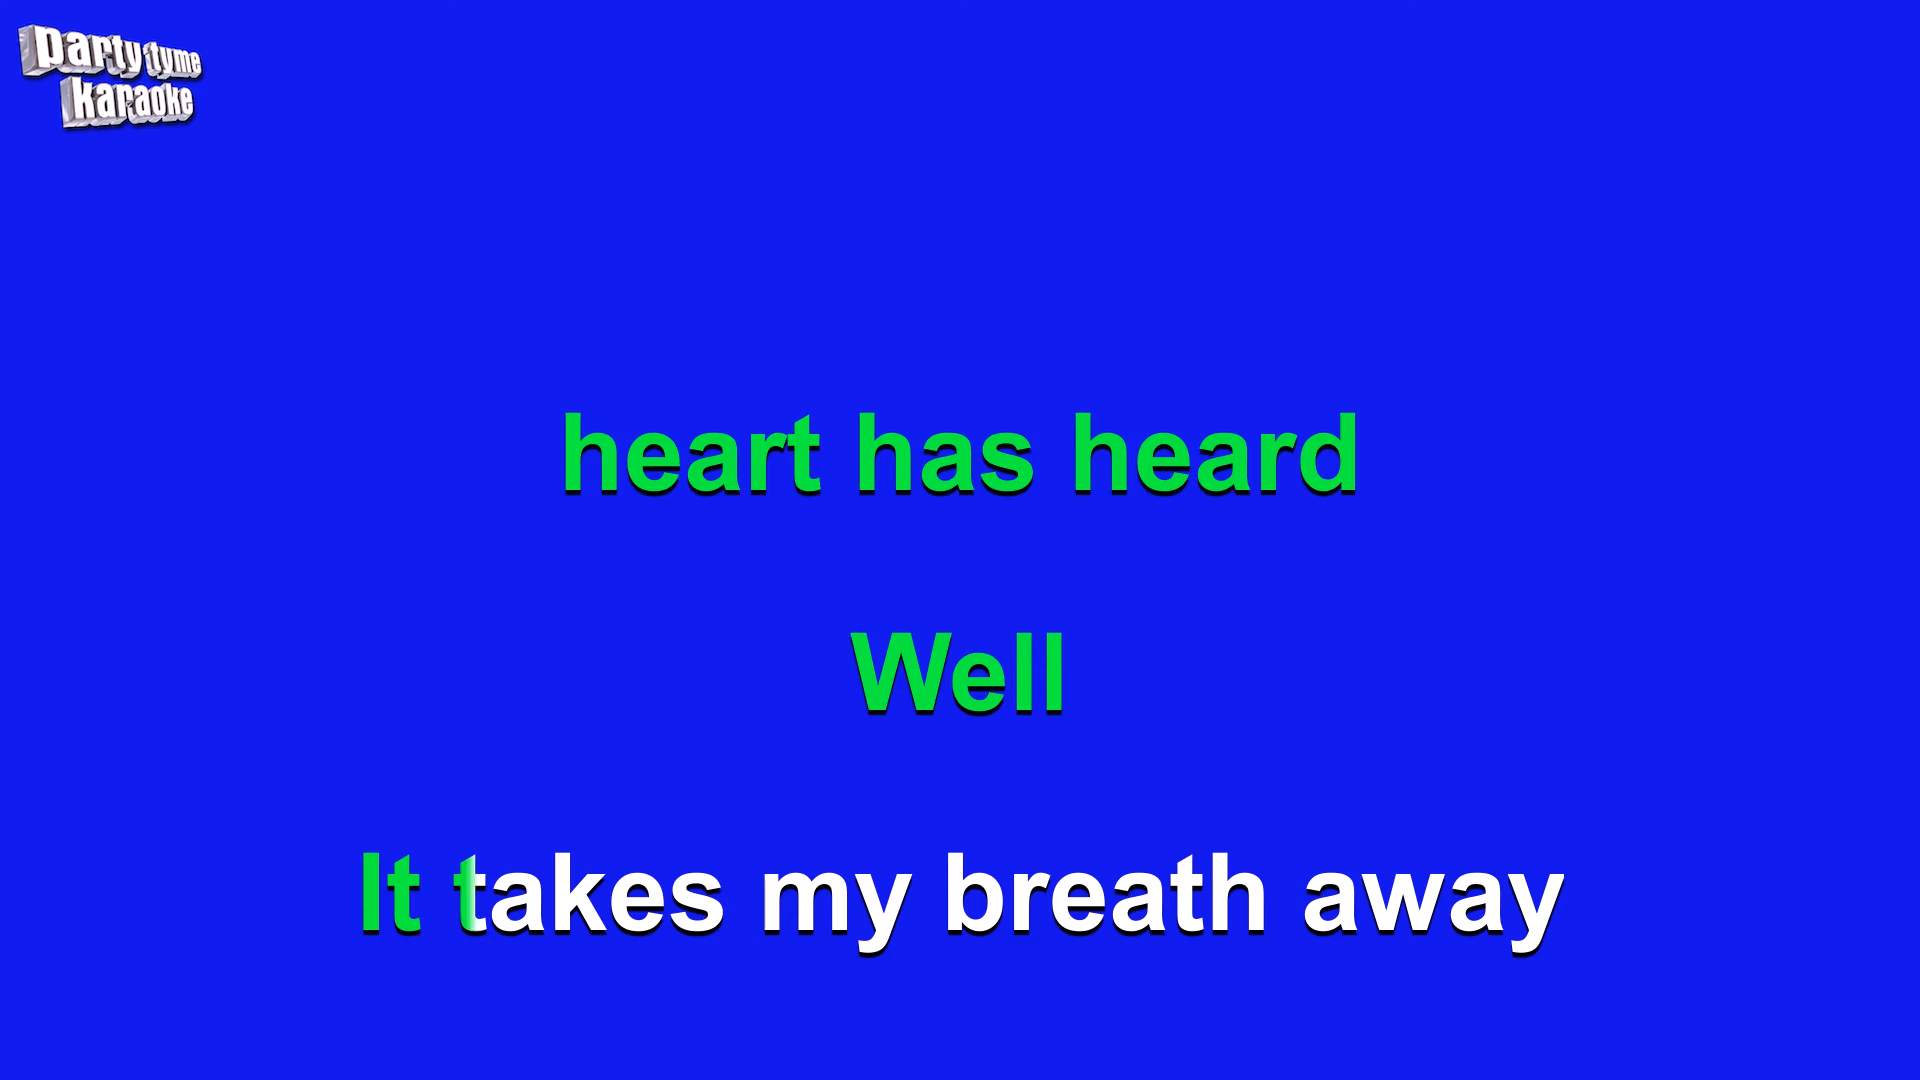 party tyme
karaoke
heart has heard
Well
It takes my breath away